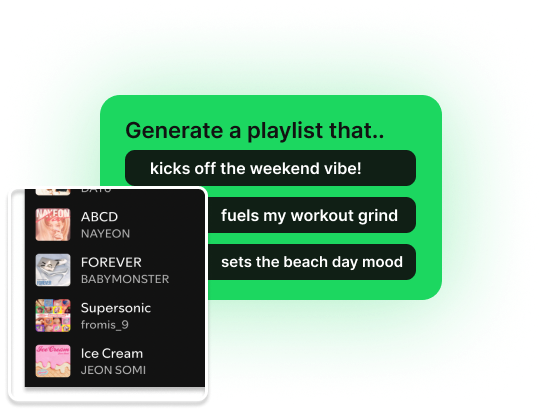 Generate a playlist that..
kicks off the weekend vibe!
fuels my workout grind
sets the beach day mood
ABCD
NAYEON
FOREVER
BABYMONSTER
Supersonic
fromis_9
Ice Cream
JEON SOMI